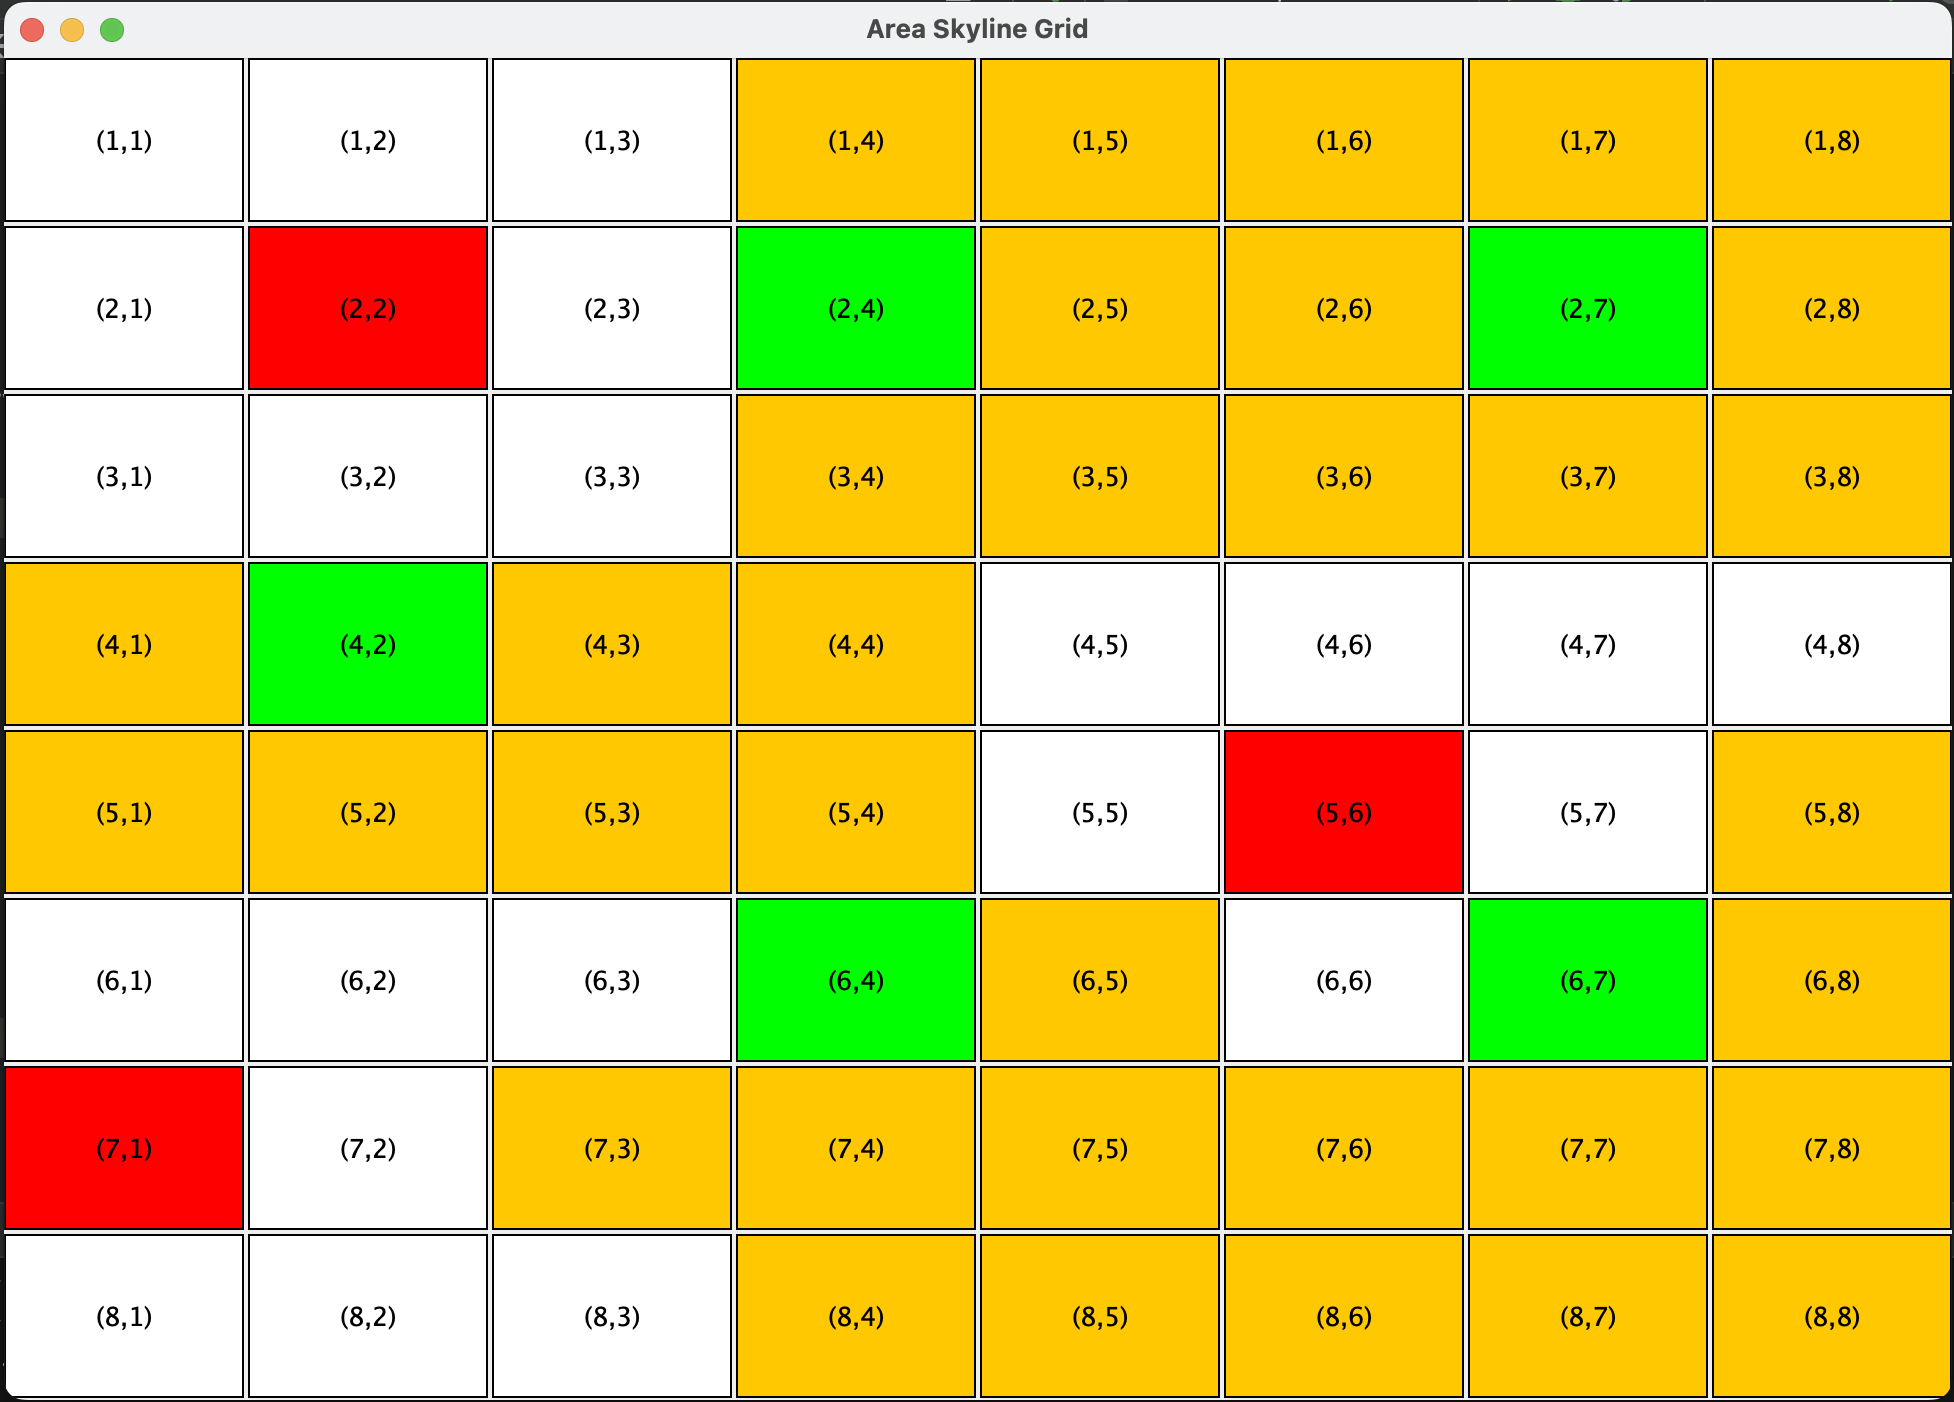 Area Skyline Grid
(1,1) (1,2) (1,3) (1,4) (1,5) (1,6) (1,7) (1,8)
(2,1) (2,2) (2,3) (2,4) (2,5) (2,6) (2,7) (2,8)
(3,1) (3,2) (3,3) (3,4) (3,5) (3,6) (3,7) (3,8)
(4,1) (4,2) (4,3) (4,4) (4,5) (4,6) (4,7) (4,8)
(5,1) (5,2) (5,3) (5,4) (5,5) (5,6) (5,7) (5,8)
(6,1) (6,2) (6,3) (6,4) (6,5) (6,6) (6,7) (6,8)
(7,1) (7,2) (7,3) (7,4) (7,5) (7,6) (7,7) (7,8)
(8,1) (8,2) (8,3) (8,4) (8,5) (8,6) (8,7) (8,8)